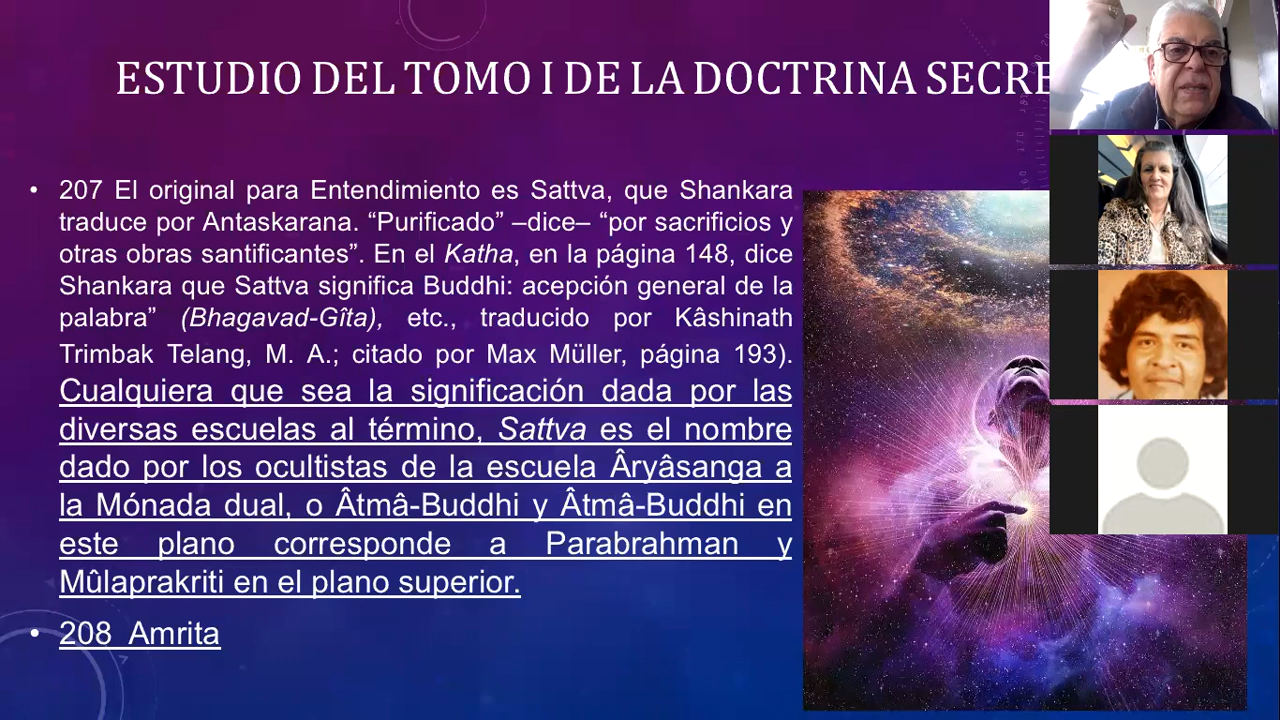 ESTUDIO DEL TOMO I DE LA DOCTRINA SECRE
• 207 El original para Entendimiento es Sattva, que Shankara
traduce por Antaskarana. “Purificado” –dice– “por sacrificios y
otras obras santificantes”. En el Katha, en la página 148, dice
Shankara que Sattva significa Buddhi: acepción general de la
palabra” (Bhagavad-Gîta), etc., traducido por Kâshinath
Trimbak Telang, M. A.; citado por Max Müller, página 193).
Cualquiera que sea la significación dada por las
diversas escuelas al término, Sattva es el nombre
dado por los ocultistas de la escuela Âryâsanga a
la Mónada dual, o Âtmâ-Buddhi y Âtmâ-Buddhi en
este plano corresponde a Parabrahman y
Mûlaprakriti en el plano superior.
• 208 Amrita